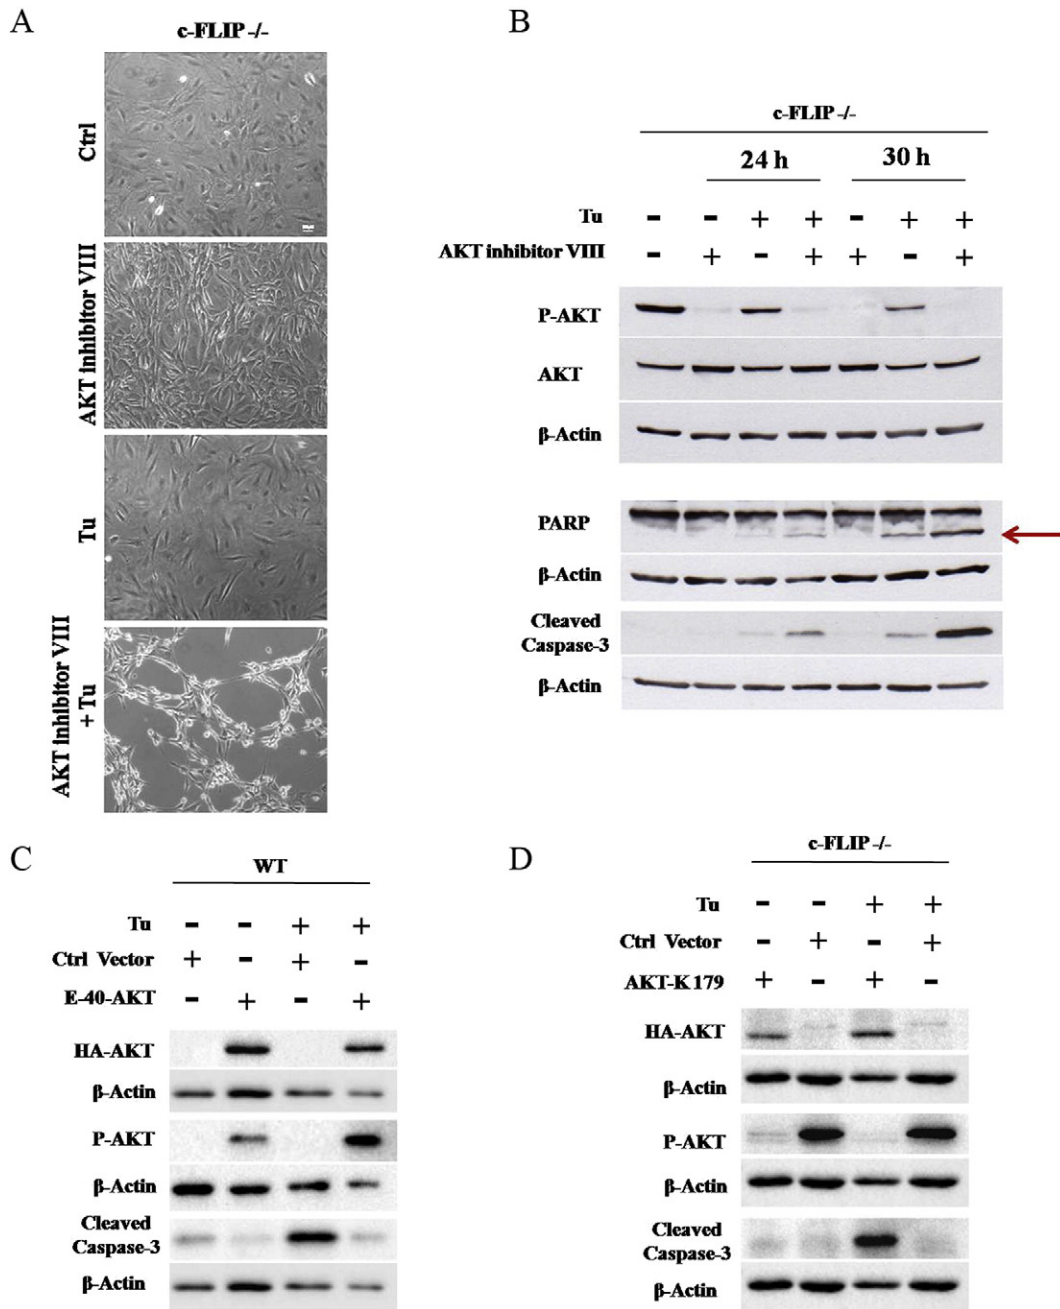 A
c-FLIP -/-
Ctrl
AKT inhibitor VIII
Tu
AKT inhibitor VIII
+Tu
B
c-FLIP -/-
24 h 30 h
Tu - - + + - + +
AKT inhibitor VIII - + - + + - +
P-AKT
AKT
β-Actin
PARP
β-Actin
Cleaved
Caspase-3
β-Actin
C
WT
Tu - - + +
Ctrl Vector + - + -
E-40-AKT - + - +
HA-AKT
β-Actin
P-AKT
β-Actin
Cleaved
Caspase-3
β-Actin
D
c-FLIP -/-
Tu - - + +
Ctrl Vector - + - +
AKT-K 179 + - + -
HA-AKT
β-Actin
P-AKT
β-Actin
Cleaved
Caspase-3
β-Actin